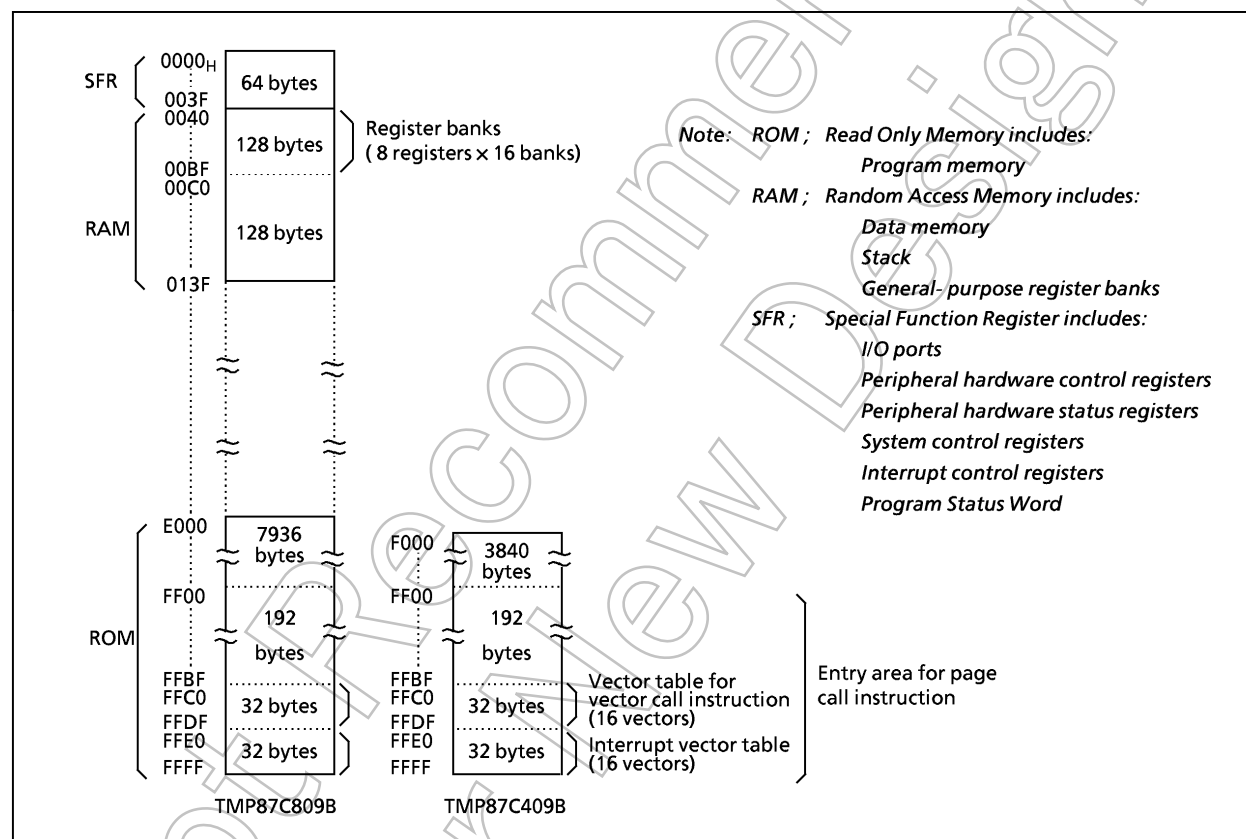 SFR
0000H
003F
64 bytes
RAM
0040
00BF
00C0
013F
128 bytes
128 bytes
Register banks
( 8 registers × 16 banks)
Note: ROM ; Read Only Memory includes:
Program memory
RAM ; Random Access Memory includes:
Data memory
Stack
General- purpose register banks
SFR ; Special Function Register includes:
I/O ports
Peripheral hardware control registers
Peripheral hardware status registers
System control registers
Interrupt control registers
Program Status Word
ROM
E000
FF00
FFBF
FFC0
FFDF
FFE0
FFFF
7936
bytes
192
bytes
32 bytes
32 bytes
TMP87C809B
F000
FF00
FFBF
FFC0
FFDF
FFE0
FFFF
3840
bytes
192
bytes
32 bytes
32 bytes
TMP87C409B
Vector table for
vector call instruction
(16 vectors)
Interrupt vector table
(16 vectors)
Entry area for page
call instruction